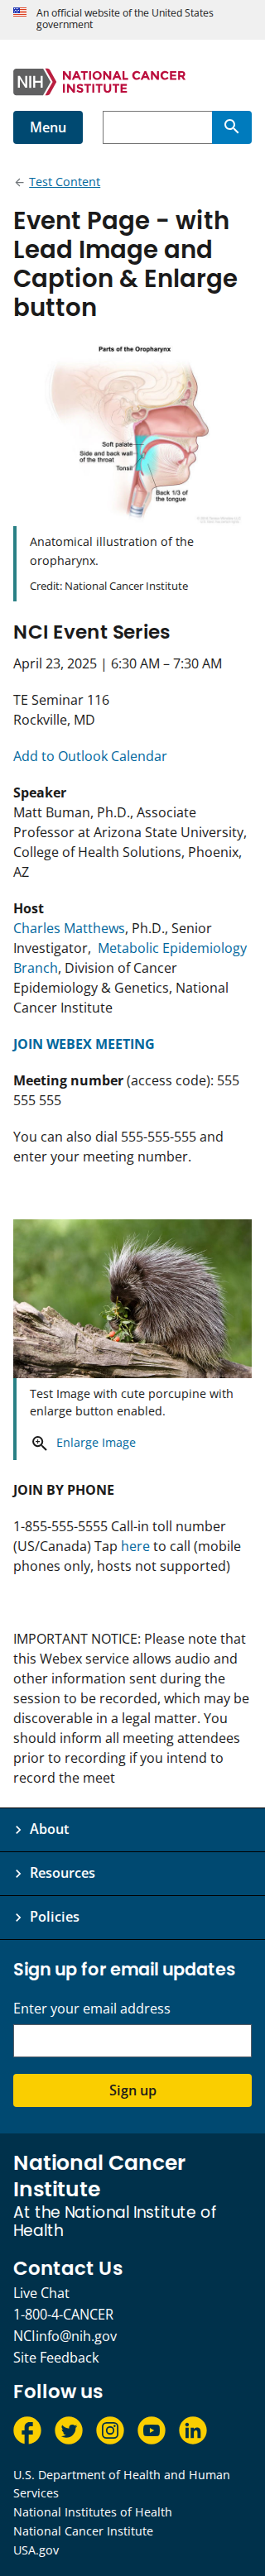 An official website of the United States
government
NIH NATIONAL CANCER
INSTITUTE
Menu
Test Content
Event Page - with
Lead Image and
Caption & Enlarge
button
Parts of the Oropharynx
Soft palate
Side and back wall
of the throat
Tonsil
Back 1/3 of
the tongue
Anatomical illustration of the
oropharynx.
Credit: National Cancer Institute
NCI Event Series
April 23, 2025 | 6:30 AM – 7:30 AM
TE Seminar 116
Rockville, MD
Add to Outlook Calendar
Speaker
Matt Buman, Ph.D., Associate
Professor at Arizona State University,
College of Health Solutions, Phoenix,
AZ
Host
Charles Matthews, Ph.D., Senior
Investigator, Metabolic Epidemiology
Branch, Division of Cancer
Epidemiology & Genetics, National
Cancer Institute
JOIN WEBEX MEETING
Meeting number (access code): 555
555 555
You can also dial 555-555-555 and
enter your meeting number.
Test Image with cute porcupine with
enlarge button enabled.
Enlarge Image
JOIN BY PHONE
1-855-555-5555 Call-in toll number
(US/Canada) Tap here to call (mobile
phones only, hosts not supported)
IMPORTANT NOTICE: Please note that
this Webex service allows audio and
other information sent during the
session to be recorded, which may be
discoverable in a legal matter. You
should inform all meeting attendees
prior to recording if you intend to
record the meet
About
Resources
Policies
Sign up for email updates
Enter your email address
Sign up
National Cancer
Institute
At the National Institute of
Health
Contact Us
Live Chat
1-800-4-CANCER
NCIinfo@nih.gov
Site Feedback
Follow us
U.S. Department of Health and Human
Services
National Institutes of Health
National Cancer Institute
USA.gov